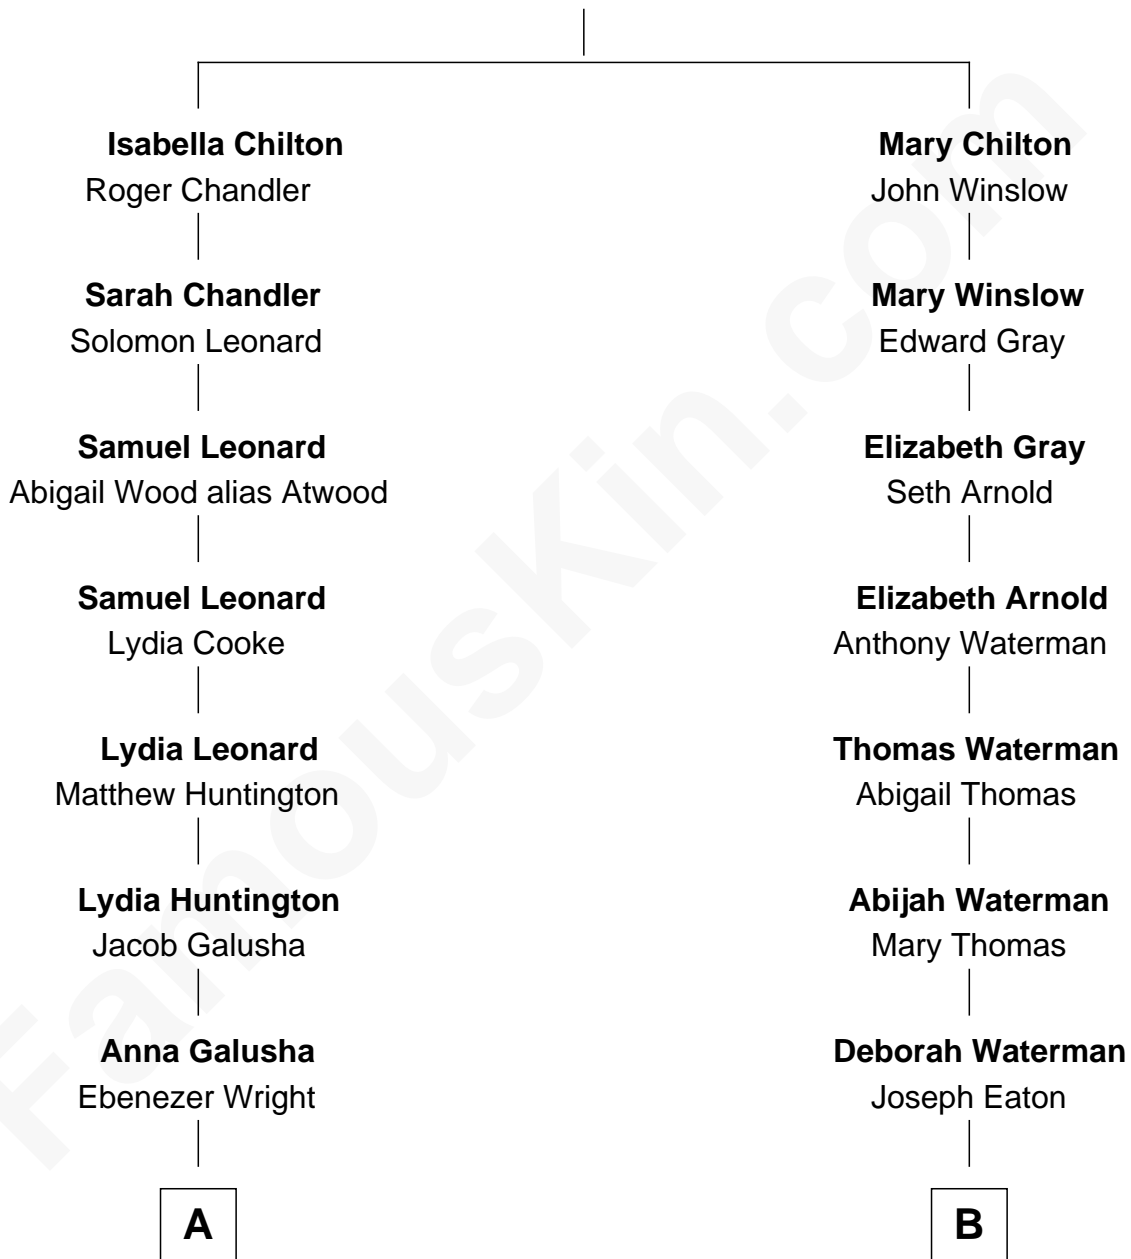 Isabella Chilton
Roger Chandler
Mary Chilton
John Winslow
Sarah Chandler
Solomon Leonard
Mary Winslow
Edward Gray
Samuel Leonard
Abigail Wood alias Atwood
Elizabeth Gray
Seth Arnold
Samuel Leonard
Lydia Cooke
Elizabeth Arnold
Anthony Waterman
Lydia Leonard
Matthew Huntington
Thomas Waterman
Abigail Thomas
Lydia Huntington
Jacob Galusha
Abijah Waterman
Mary Thomas
Anna Galusha
Ebenezer Wright
Deborah Waterman
Joseph Eaton
A
B
FamousKin.com